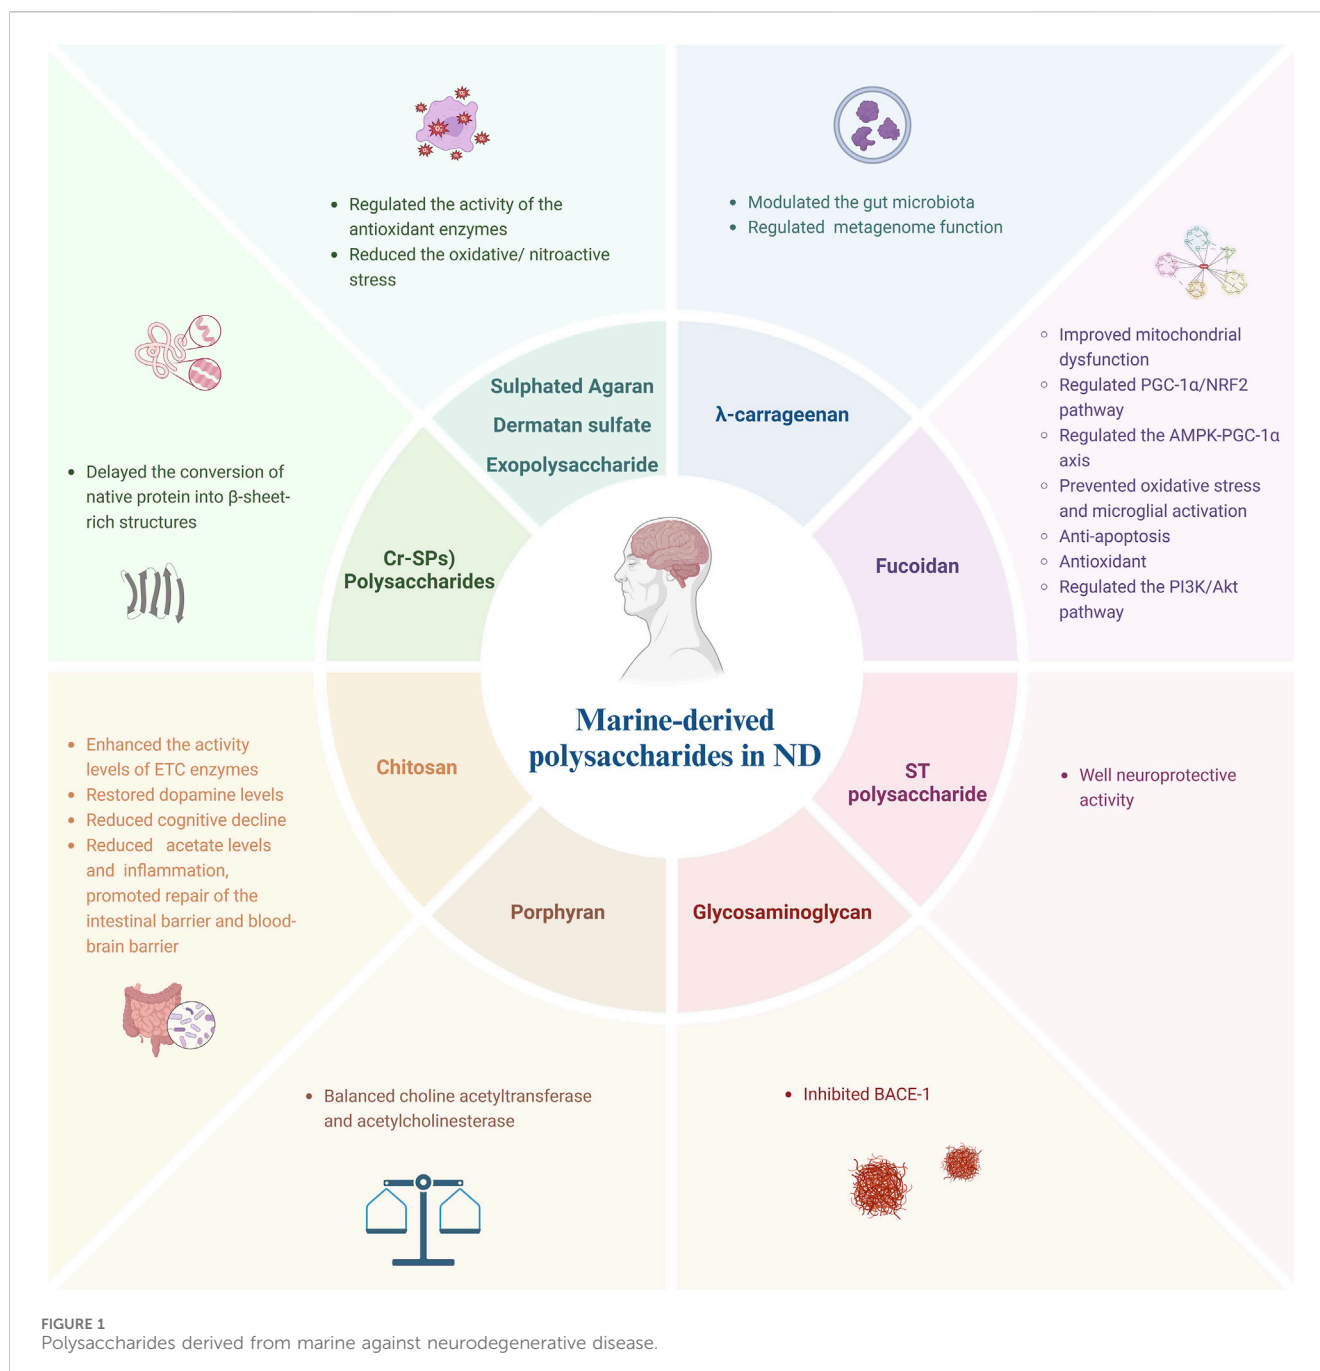 Regulated the activity of the
antioxidant enzymes
Reduced the oxidative/ nitroactive
stress
Modulated the gut microbiota
Regulated metagenome function
Improved mitochondrial
dysfunction
Regulated PGC-1α/NRF2
pathway
Regulated the AMPK-PGC-1α
axis
Prevented oxidative stress
and microglial activation
Anti-apoptosis
Antioxidant
Regulated the PI3K/Akt
pathway
Delayed the conversion of
native protein into β-sheet-
rich structures
Sulphated Agaran
Dermatan sulfate
Exopolysaccharide
λ-carrageenan
Cr-SPs)
Polysaccharides
Fucoidan
Marine-derived
polysaccharides in ND
Chitosan
ST
polysaccharide
Porphyran
Glycosaminoglycan
Enhanced the activity
levels of ETC enzymes
Restored dopamine levels
Reduced cognitive decline
Reduced acetate levels
and inflammation,
promoted repair of the
intestinal barrier and blood-
brain barrier
Well neuroprotective
activity
Balanced choline acetyltransferase
and acetylcholinesterase
Inhibited BACE-1
FIGURE 1
Polysaccharides derived from marine against neurodegenerative disease.